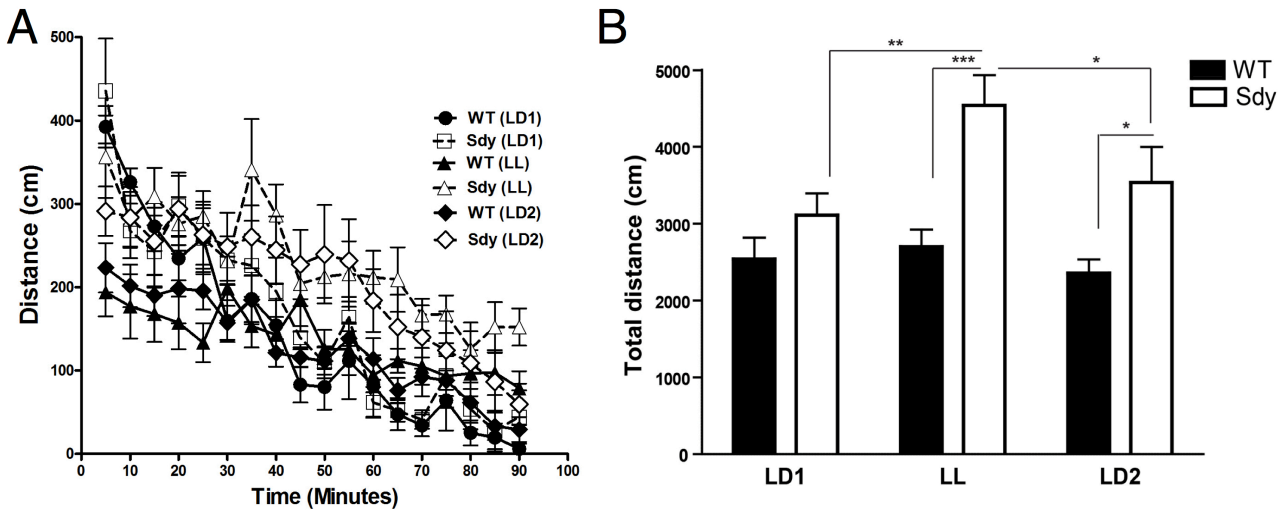 A
500
400
300
200
100
0
0 10 20 30 40 50 60 70 80 90 100
Distance (cm)
Time (Minutes)
WT (LD1)
Sdy (LD1)
WT (LL)
Sdy (LL)
WT (LD2)
Sdy (LD2)
B
** 
***
*
*
WT
Sdy
5000
4000
3000
2000
1000
0
Total distance (cm)
LD1 LL LD2